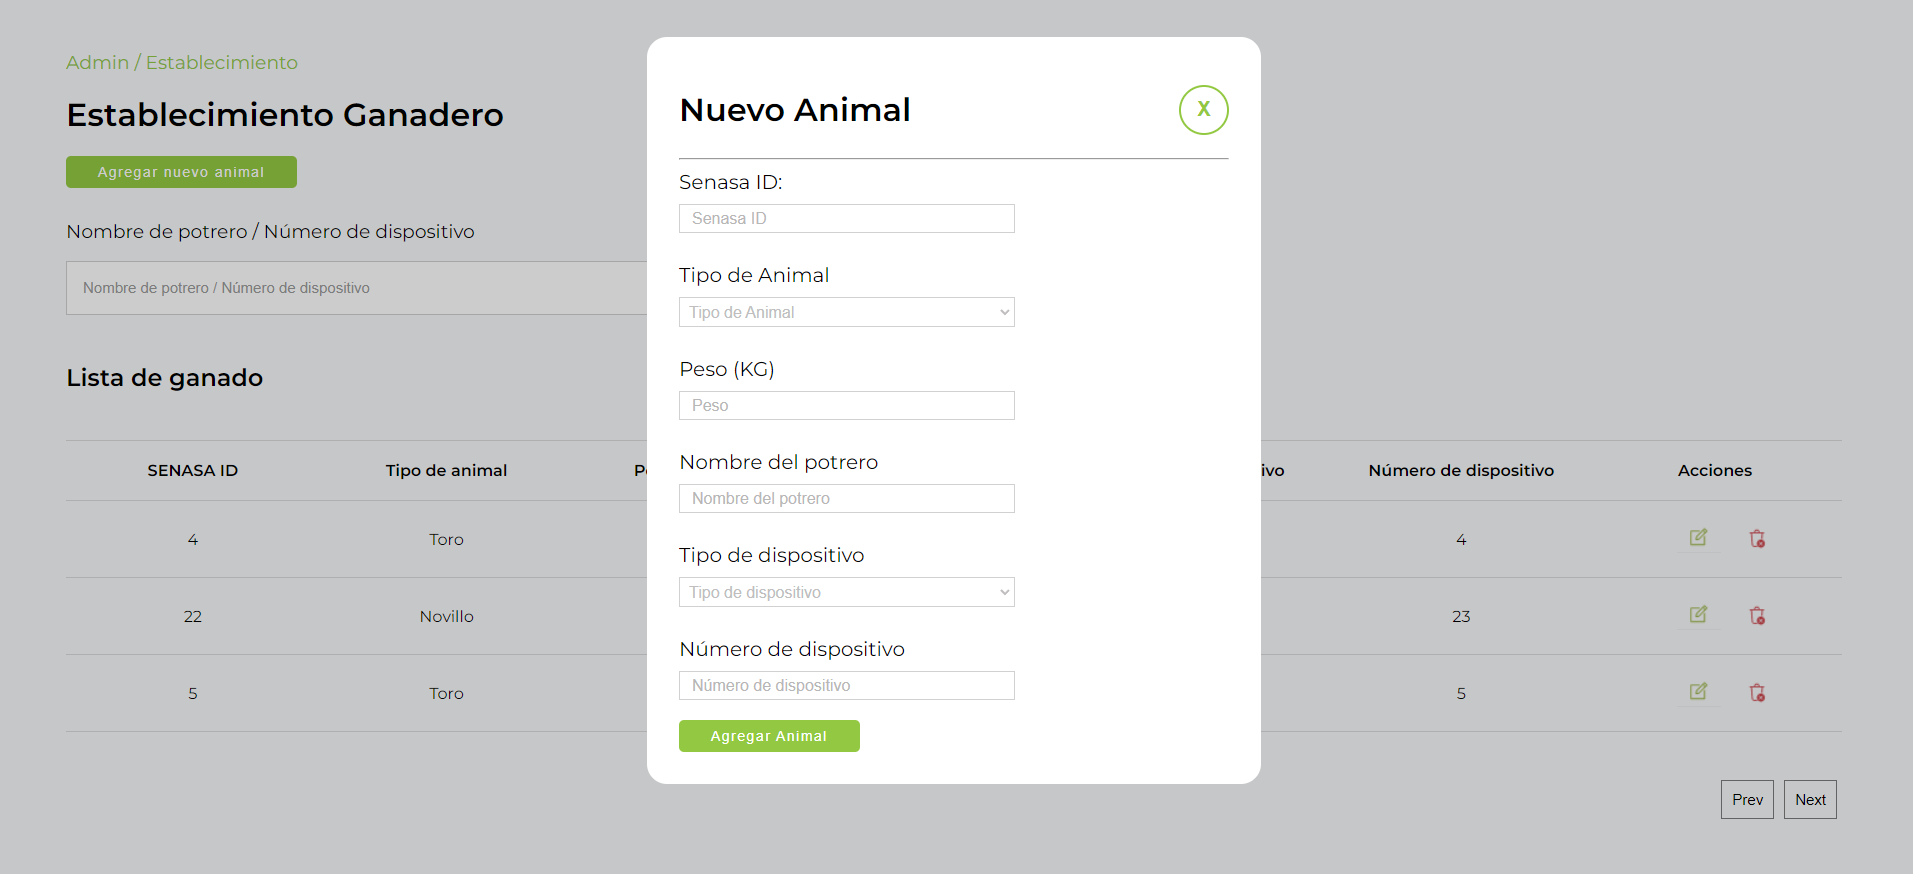 Admin / Establecimiento
Establecimiento Ganadero
Agregar nuevo animal
Nombre de potrero / Número de dispositivo
Nombre de potrero / Número de dispositivo
Lista de ganado
SENASA ID Tipo de animal Número de dispositivo Acciones
4 Toro 4
22 Novillo 23
5 Toro 5
Prev Next
Nuevo Animal
X
Senasa ID:
Senasa ID
Tipo de Animal
Tipo de Animal
Peso (KG)
Peso
Nombre del potrero
Nombre del potrero
Tipo de dispositivo
Tipo de dispositivo
Número de dispositivo
Número de dispositivo
Agregar Animal